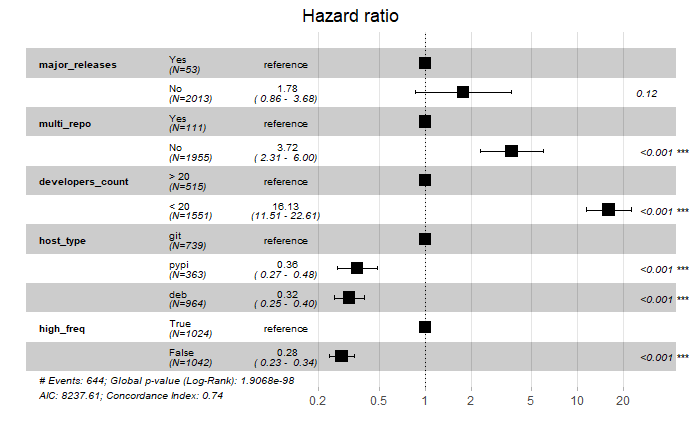 Hazard ratio
major_releases Yes reference
(N=53)
No 1.78
(N=2013) ( 0.86 - 3.68) 0.12
multi_repo Yes reference
(N=111)
No 3.72
(N=1955) ( 2.31 - 6.00) <0.001 ***
developers_count > 20 reference
(N=515)
< 20 16.13
(N=1551) (11.51 - 22.61) <0.001 ***
host_type git reference
(N=739)
pypi 0.36
(N=363) ( 0.27 - 0.48) <0.001 ***
deb 0.32
(N=964) ( 0.25 - 0.40) <0.001 ***
high_freq True reference
(N=1024)
False 0.28
(N=1042) ( 0.23 - 0.34) <0.001 ***
# Events: 644; Global p-value (Log-Rank): 1.9068e-98
AIC: 8237.61; Concordance Index: 0.74
0.2 0.5 1 2 5 10 20